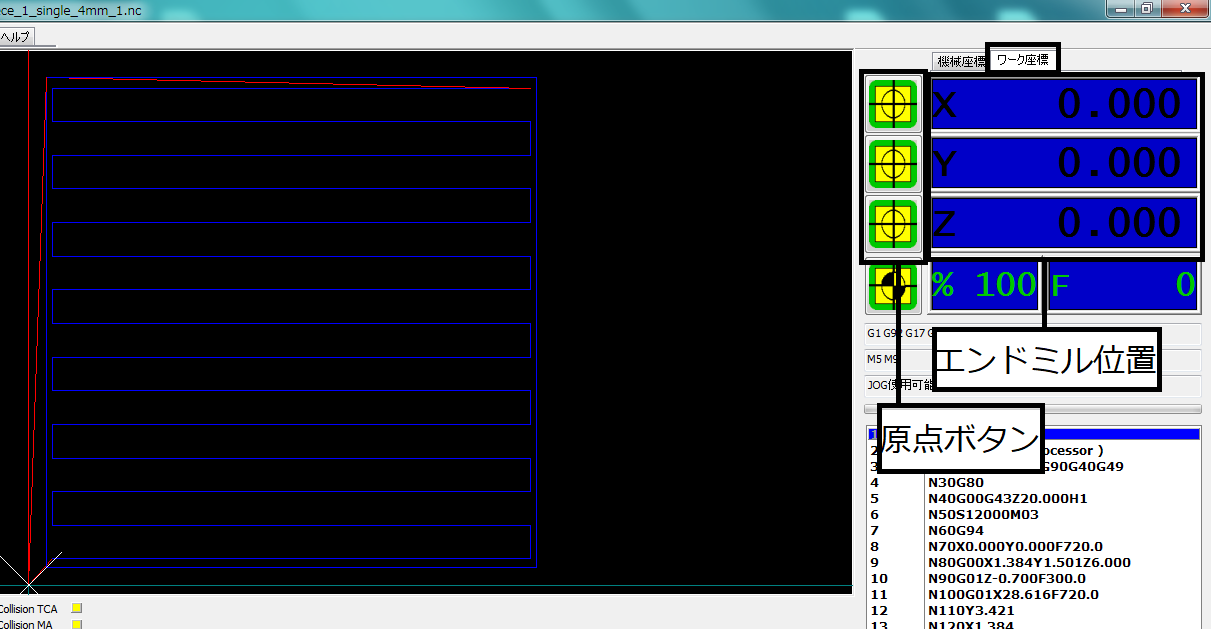 ece_1_single_4mm_1.nc
ヘルプ
機械座標 ワーク座標
X 0.000
Y 0.000
Z 0.000
% 100 F 0
G1 G92 G17 G
M5 M9
エンドミル位置
JOG使用可能
原点ボタン
1
2 ocessor )
3 G90G40G49
4 N30G80
5 N40G00G43Z20.000H1
6 N50S12000M03
7 N60G94
8 N70X0.000Y0.000F720.0
9 N80G00X1.384Y1.501Z6.000
10 N90G01Z-0.700F300.0
11 N100G01X28.616F720.0
12 N110Y3.421
13 N120X1.384
Collision TCA
Collision MA